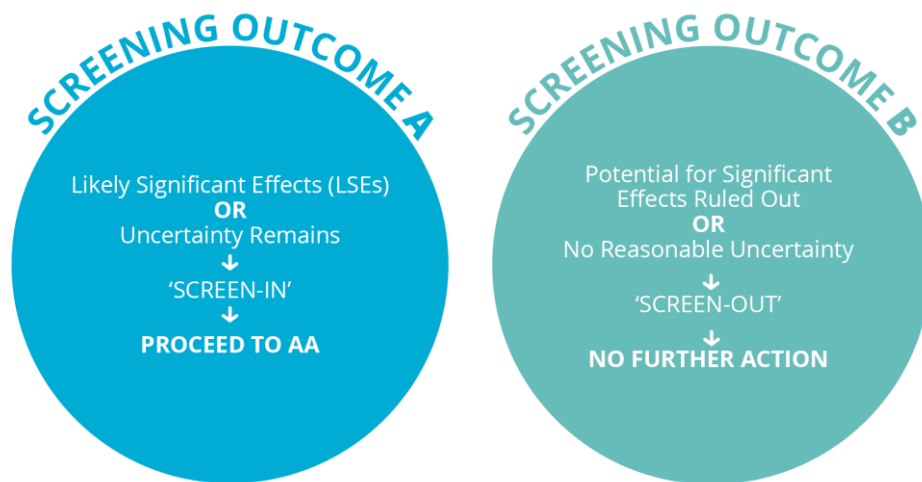 SCREENING OUTCOME A
Likely Significant Effects (LSEs)
OR
Uncertainty Remains
‘SCREEN-IN’
PROCEED TO AA
SCREENING OUTCOME B
Potential for Significant
Effects Ruled Out
OR
No Reasonable Uncertainty
‘SCREEN-OUT’
NO FURTHER ACTION